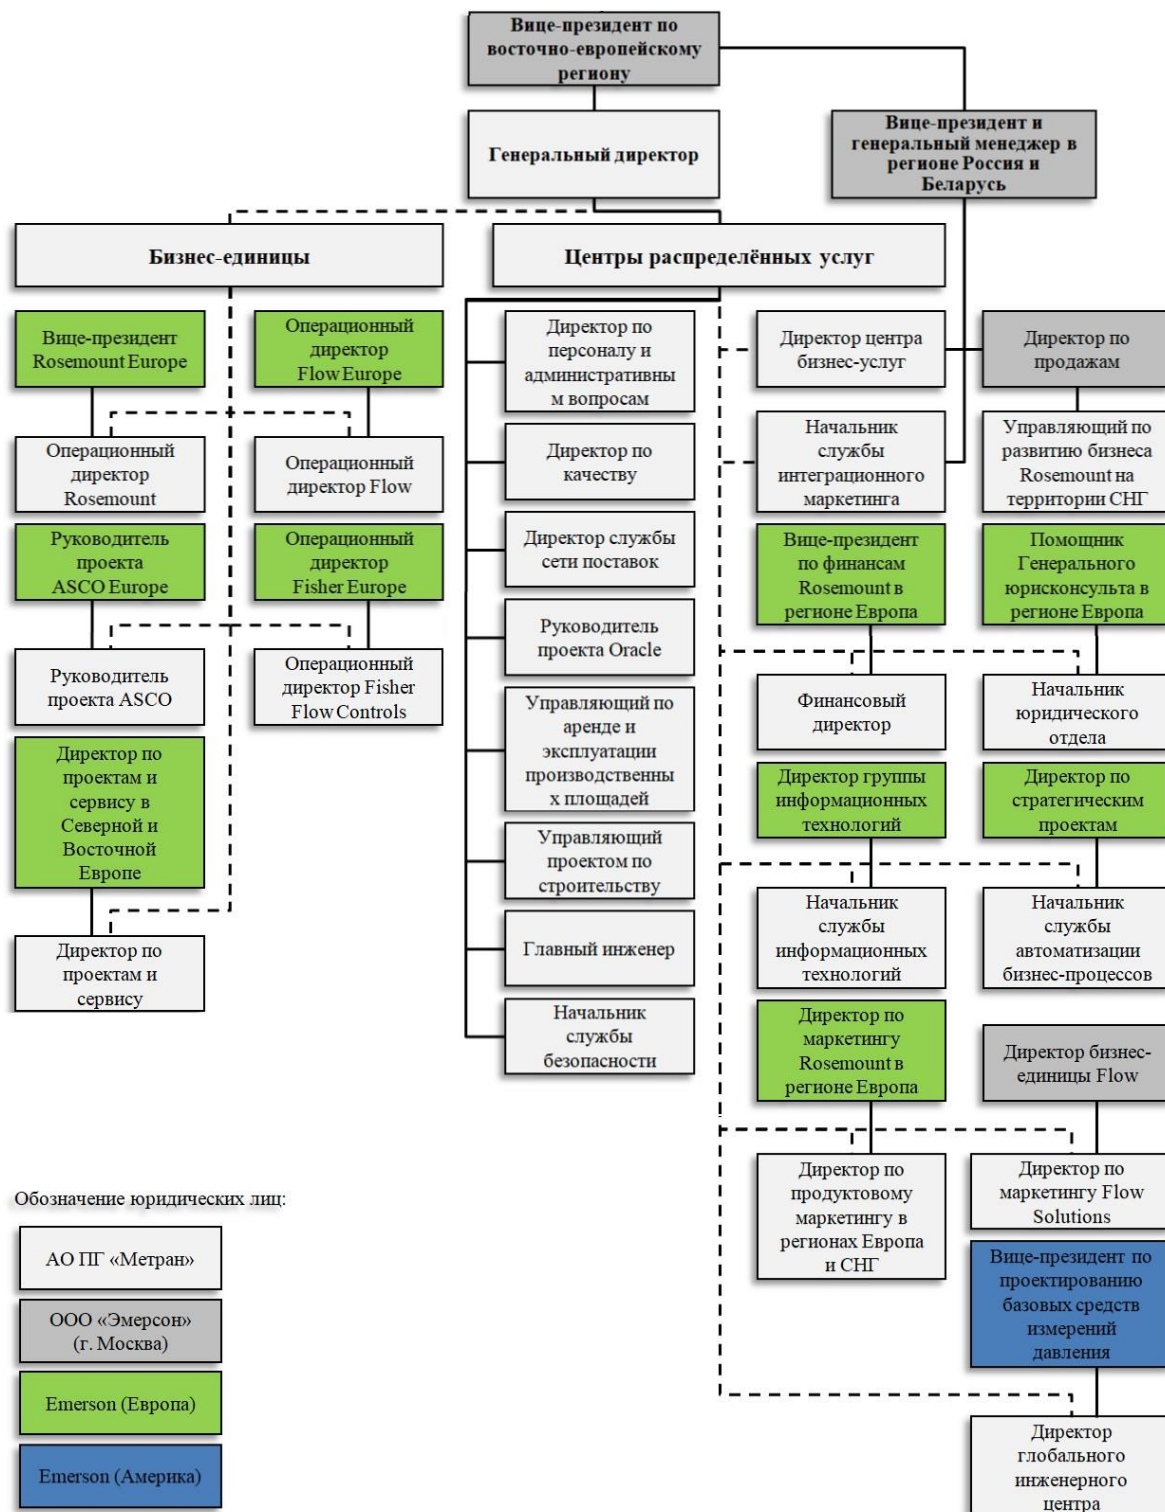 Вице-президент по
восточно-европейскому
региону
Генеральный директор
Вице-президент и
генеральный менеджер в
регионе Россия и
Беларусь
Бизнес-единицы
Центры распределённых услуг
Вице-президент
Rosemount Europe
Операционный
директор
Flow Europe
Операционный
директор
Rosemount
Операционный
директор Flow
Руководитель
проекта
ASCO Europe
Операционный
директор
Fisher Europe
Руководитель
проекта ASCO
Операционный
директор Fisher
Flow Controls
Директор по
проектам и
сервису в
Северной и
Восточной
Европе
Директор по
проектам и
сервису
Директор по
персоналу и
административны
м вопросам
Директор по
качеству
Директор службы
сети поставок
Руководитель
проекта Oracle
Управляющий по
аренде и
эксплуатации
производственны
х площадей
Управляющий
проектом по
строительству
Главный инженер
Начальник
службы
безопасности
Директор центра
бизнес-услуг
Директор по
продажам
Начальник
службы
интеграционного
маркетинга
Управляющий по
развитию бизнеса
Rosemount на
территории СНГ
Вице-президент
по финансам
Rosemount в
регионе Европа
Помощник
Генерального
юрисконсульта в
регионе Европа
Финансовый
директор
Начальник
юридического
отдела
Директор группы
информационных
технологий
Директор по
стратегическим
проектам
Начальник
службы
информационных
технологий
Начальник
службы
автоматизации
бизнес-процессов
Директор по
маркетингу
Rosemount в
регионе Европа
Директор бизнес-
единицы Flow
Директор по
продуктовому
маркетингу в
регионах Европа
и СНГ
Директор по
маркетингу Flow
Solutions
Вице-президент по
проектированию
базовых средств
измерений
давления
Директор
глобального
инженерного
центра
Обозначение юридических лиц:
АО ПГ «Метран»
ООО «Эмерсон»
(г. Москва)
Emerson (Европа)
Emerson (Америка)